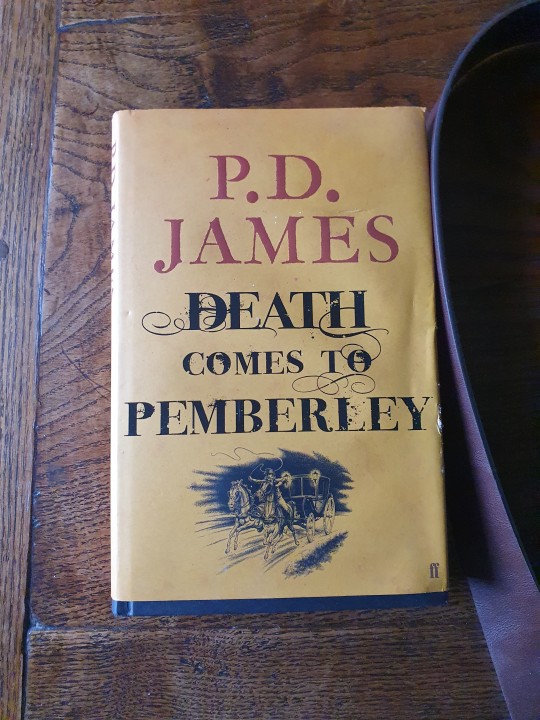 P.D.
JAMES
DEATH
COMES TO
PEMBERLEY
ff